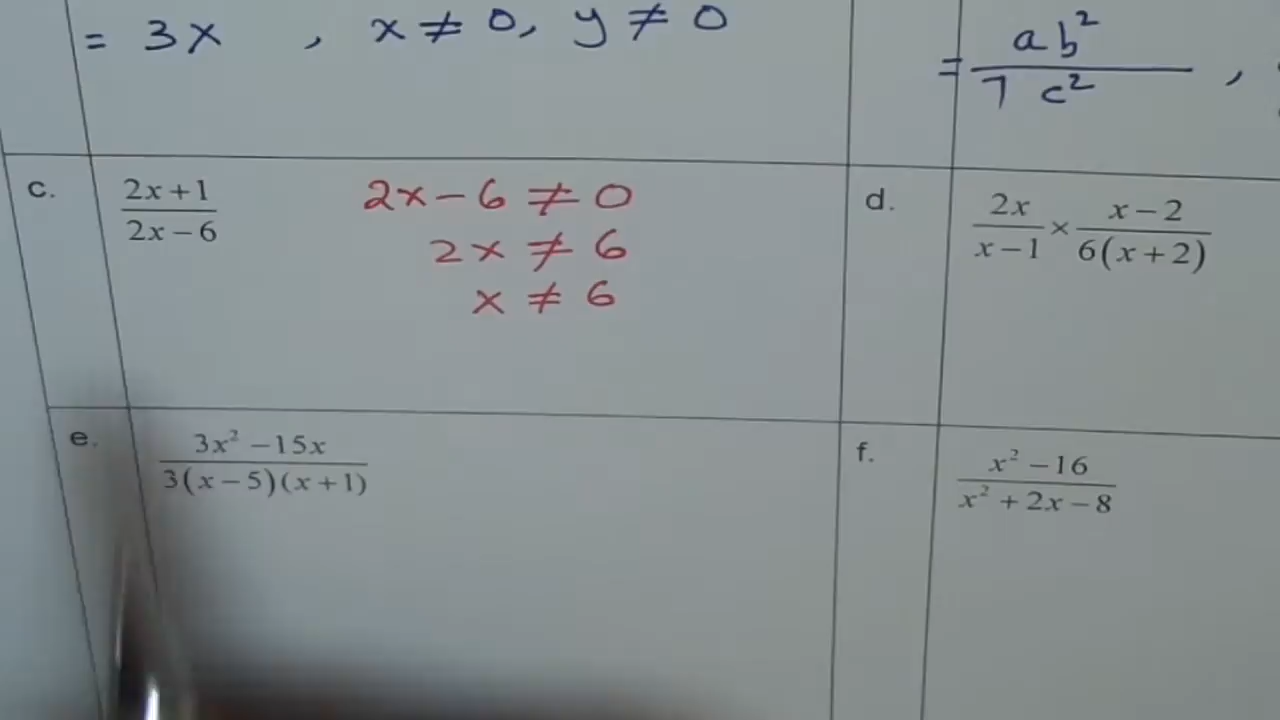 = 3x , x ≠ 0, y ≠ 0
= ab² / 7c² ,
c. (2x+1)/(2x−6)
2x−6 ≠ 0
2x ≠ 6
x ≠ 6
d. 2x/(x−1) × (x−2)/(6(x+2))
e. (3x²−15x)/(3(x−5)(x+1))
f. (x²−16)/(x²+2x−8)